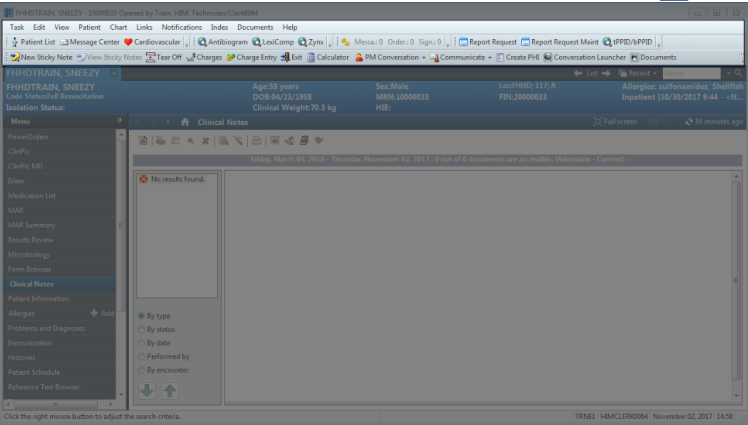 FHHDTRAIN, SNEEZY - 10000033 Opened by Train, HIM-Technician/Clerk0064
Task Edit View Patient Chart Links Notifications Index Documents Help
Patient List Message Center Cardiovascular Antibiogram LexiComp Zynx Messa: 0 Order: 0 Sign: 0 Report Request Report Request Maint tPPID/bPPID
New Sticky Note View Sticky Notes Tear Off Charges Charge Entry Exit Calculator PM Conversation Communicate Create PHI Conversation Launcher Documents
FHHDTRAIN, SNEEZY List Recent Name
FHHDTRAIN, SNEEZY Age:59 years Sex:Male Loc:FHHD; 117; A Allergies: sulfonamides, Shellfish
Code Status:Full Resuscitation DOB:04/23/1958 MRN:10000033 FIN:20000033 Inpatient [10/30/2017 9:44 - <N...
Isolation Status: Clinical Weight:70.3 kg HIE:
Menu Clinical Notes Full screen 18 minutes ago
PowerOrders
ClinPic
ClinPic MD
IView
Medication List
MAR
MAR Summary
Results Review
Microbiology
Form Browser
Clinical Notes
Patient Information
Allergies Add
Problems and Diagnoses
Immunization
Histories
Patient Schedule
Reference Text Browser
Friday, March 04, 2016 - Thursday, November 02, 2017 : 0 out of 0 documents are accessible. (Admission - Current)
No results found.
By type
By status
By date
Performed by
By encounter
Click the right mouse button to adjust the search criteria. TRNE1 HIMCLERK0064 November 02, 2017 14:58